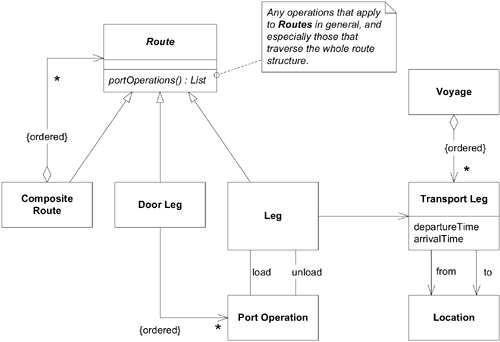 Route
portOperations() : List
Any operations that apply
to Routes in general, and
especially those that
traverse the whole route
structure.
Voyage
*
{ordered}
{ordered}
*
Composite
Route
Door Leg
Leg
Transport Leg
departureTime
arrivalTime
load
unload
from
to
{ordered}
*
Port Operation
Location